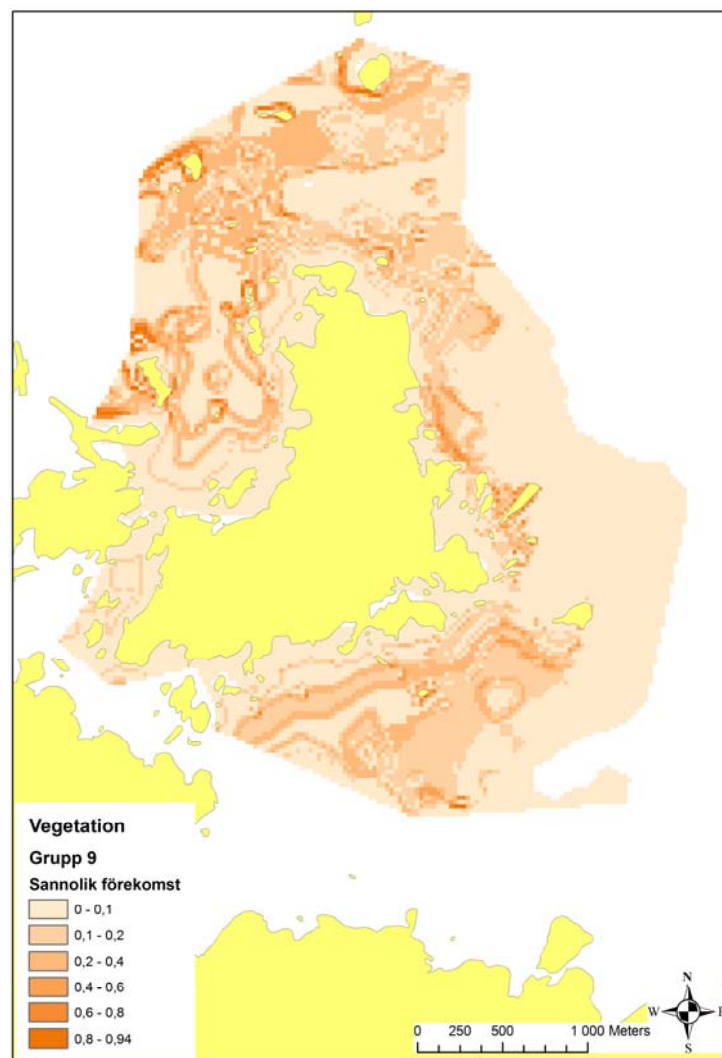 Vegetation
Grupp 9
Sannolik förekomst
0 - 0,1
0,1 - 0,2
0,2 - 0,4
0,4 - 0,6
0,6 - 0,8
0,8 - 0,94
N
W E
S
0 250 500 1 000 Meters